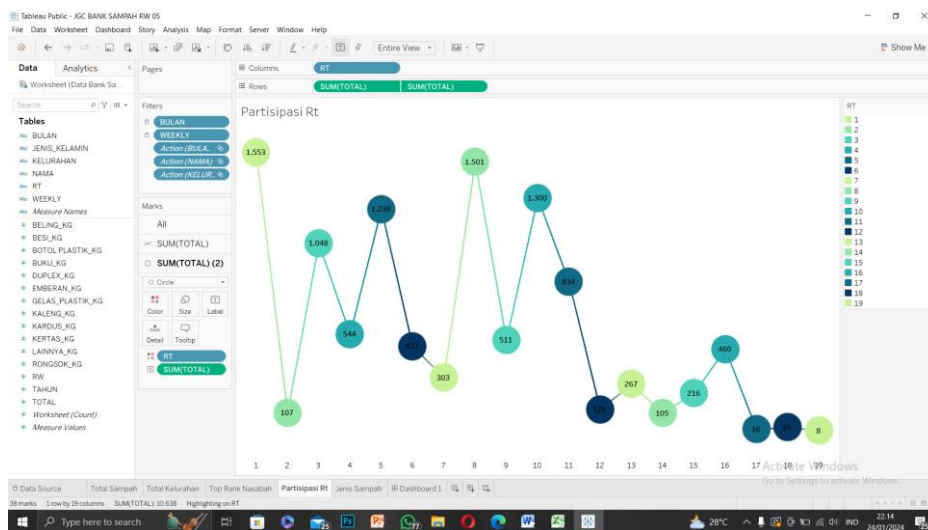 Tableau Public - JGC BANK SAMPAH RW 05
File Data Worksheet Dashboard Story Analysis Map Format Server Window Help
Entire View
Show Me
Data Analytics
Pages
Columns RT
Worksheet (Data Bank Sa...
Rows SUM(TOTAL) SUM(TOTAL)
Search
Tables
BULAN
JENIS_KELAMIN
KELURAHAN
NAMA
RT
WEEKLY
Measure Names
BELING_KG
BESI_KG
BOTOL PLASTIK_KG
BUKU_KG
DUPLEX_KG
EMBERAN_KG
GELAS_PLASTIK_KG
KALENG_KG
KARDUS_KG
KERTAS_KG
LAINNYA_KG
RONGSOK_KG
RW
TAHUN
TOTAL
Worksheet (Count)
Measure Values
Filters
BULAN
WEEKLY
Action (BULA..
Action (NAMA)
Action (KELUR..
Marks
All
SUM(TOTAL)
SUM(TOTAL) (2)
Circle
Color Size Label
Detail Tooltip
RT
SUM(TOTAL)
Partisipasi Rt
1.553
107
1.048
544
303
1.501
511
1.300
834
267
105
216
460
16
8
1 2 3 4 5 6 7 8 9 10 11 12 13 14 15 16 17 18 19
RT
1
2
3
4
5
6
7
8
9
10
11
12
13
14
15
16
17
18
19
Activate Windows
Go to Settings to activate Windows.
Data Source Total Sampah Total Kelurahan Top Rank Nasabah Partisipasi Rt Jenis Sampah Dashboard 1
38 marks 1 row by 19 columns SUM(TOTAL): 10.638 Highlighting on RT
Type here to search
28°C
IND
22.14
24/01/2024